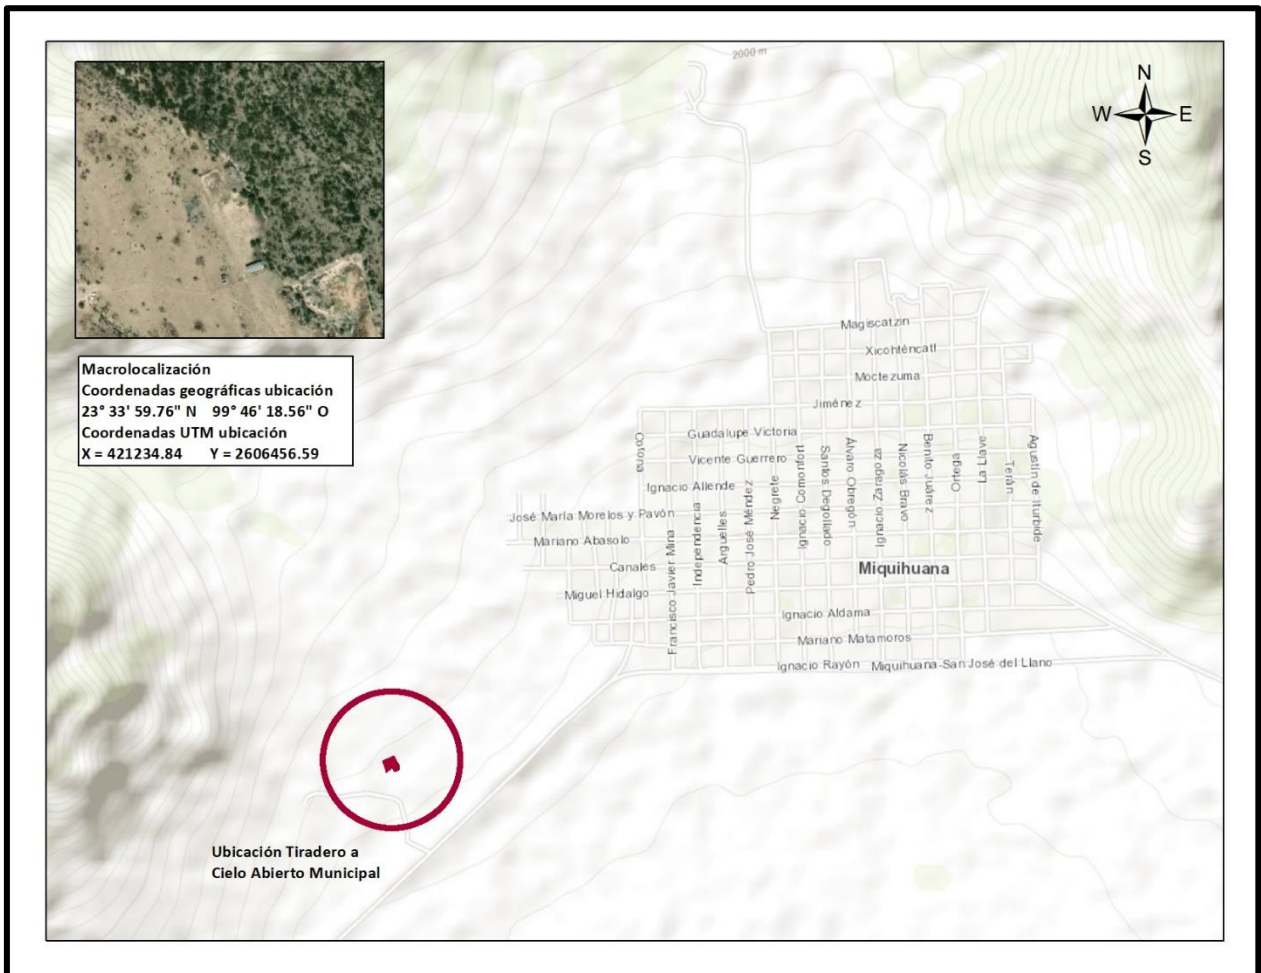 2000 m
N
W E
S
Macrolocalización
Coordenadas geográficas ubicación
23° 33' 59.76" N 99° 46' 18.56" O
Coordenadas UTM ubicación
X = 421234.84 Y = 2606456.59
Magiscatzin
Xicohténcatl
Moctezuma
Jiménez
Guadalupe Victoria
Vicente Guerrero
Ignacio Allende
José María Morelos y Pavón
Mariano Abasolo
Canales
Miguel Hidalgo
Cotona
Francisco Javier Mina
Independencia
Arguelles
Pedro José Méndez
Negrete
Ignacio Comonfort
Santos Degollado
Álvaro Obregón
Ignacio Zaragoza
Nicolás Bravo
Benito Juárez
Ortega
La Llave
Terán
Agustín de Iturbide
Miquihuana
Ignacio Aldama
Mariano Matamoros
Ignacio Rayón
Miquihuana-San José del Llano
Ubicación Tiradero a
Cielo Abierto Municipal